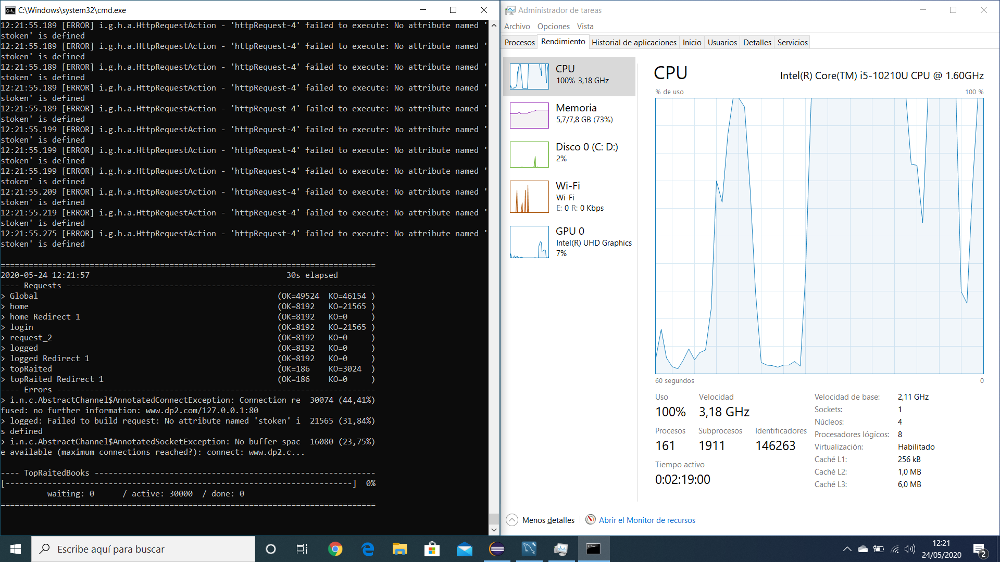 C:\Windows\system32\cmd.exe
12:21:55.189 [ERROR] i.g.h.a.HttpRequestAction - 'httpRequest-4' failed to execute: No attribute named '
stoken' is defined
12:21:55.189 [ERROR] i.g.h.a.HttpRequestAction - 'httpRequest-4' failed to execute: No attribute named '
stoken' is defined
12:21:55.189 [ERROR] i.g.h.a.HttpRequestAction - 'httpRequest-4' failed to execute: No attribute named '
stoken' is defined
12:21:55.189 [ERROR] i.g.h.a.HttpRequestAction - 'httpRequest-4' failed to execute: No attribute named '
stoken' is defined
12:21:55.189 [ERROR] i.g.h.a.HttpRequestAction - 'httpRequest-4' failed to execute: No attribute named '
stoken' is defined
12:21:55.199 [ERROR] i.g.h.a.HttpRequestAction - 'httpRequest-4' failed to execute: No attribute named '
stoken' is defined
12:21:55.199 [ERROR] i.g.h.a.HttpRequestAction - 'httpRequest-4' failed to execute: No attribute named '
stoken' is defined
12:21:55.199 [ERROR] i.g.h.a.HttpRequestAction - 'httpRequest-4' failed to execute: No attribute named '
stoken' is defined
12:21:55.209 [ERROR] i.g.h.a.HttpRequestAction - 'httpRequest-4' failed to execute: No attribute named '
stoken' is defined
12:21:55.219 [ERROR] i.g.h.a.HttpRequestAction - 'httpRequest-4' failed to execute: No attribute named '
stoken' is defined
12:21:55.275 [ERROR] i.g.h.a.HttpRequestAction - 'httpRequest-4' failed to execute: No attribute named '
stoken' is defined
================================================================================
2020-05-24 12:21:57                                          30s elapsed
---- Requests ------------------------------------------------------------------
> Global                                                   (OK=49524  KO=46154 )
> home                                                     (OK=8192   KO=21565 )
> home Redirect 1                                          (OK=8192   KO=0     )
> login                                                    (OK=8192   KO=21565 )
> request_2                                                (OK=8192   KO=0     )
> logged                                                   (OK=8192   KO=0     )
> logged Redirect 1                                        (OK=8192   KO=0     )
> topRaited                                                (OK=186    KO=3024  )
> topRaited Redirect 1                                     (OK=186    KO=0     )
---- Errors --------------------------------------------------------------------
> i.n.c.AbstractChannel$AnnotatedConnectException: Connection re  30074 (44,41%)
fused: no further information: www.dp2.com/127.0.0.1:80
> logged: Failed to build request: No attribute named 'stoken' i  21565 (31,84%)
s defined
> i.n.c.AbstractChannel$AnnotatedSocketException: No buffer spac  16080 (23,75%)
e available (maximum connections reached?): connect: www.dp2.c...
---- TopRaitedBooks ------------------------------------------------------------
[--------------------------------------------------------------------------]  0%
          waiting: 0      / active: 30000  / done: 0
================================================================================
Administrador de tareas
Archivo Opciones Vista
Procesos Rendimiento Historial de aplicaciones Inicio Usuarios Detalles Servicios
CPU
100% 3,18 GHz
Memoria
5,7/7,8 GB (73%)
Disco 0 (C: D:)
2%
Wi-Fi
Wi-Fi
E: 0 R: 0 Kbps
GPU 0
Intel(R) UHD Graphics
7%
CPU
Intel(R) Core(TM) i5-10210U CPU @ 1.60GHz
% de uso 100 %
60 segundos 0
Uso Velocidad
100% 3,18 GHz
Procesos Subprocesos Identificadores
161 1911 146263
Tiempo activo
0:02:19:00
Velocidad de base: 2,11 GHz
Sockets: 1
Núcleos: 4
Procesadores lógicos: 8
Virtualización: Habilitado
Caché L1: 256 kB
Caché L2: 1,0 MB
Caché L3: 6,0 MB
Menos detalles
Abrir el Monitor de recursos
Escribe aquí para buscar
12:21
24/05/2020
2